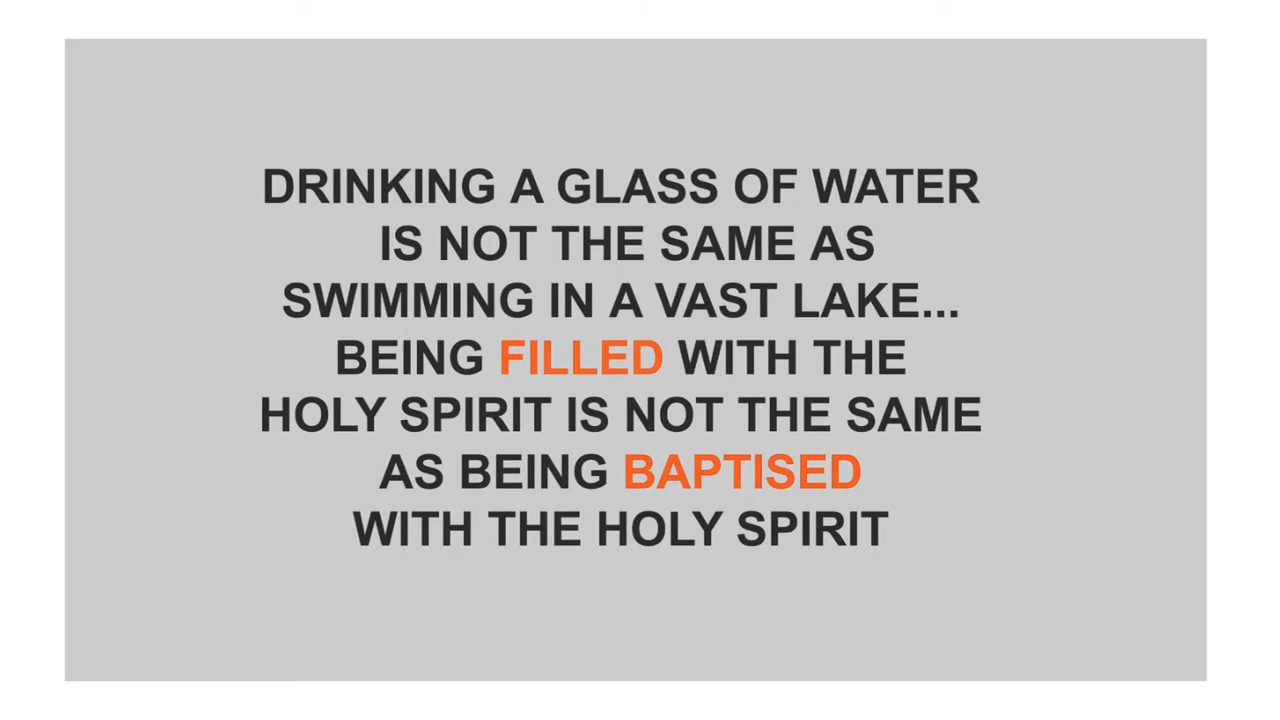 DRINKING A GLASS OF WATER
IS NOT THE SAME AS
SWIMMING IN A VAST LAKE...
BEING FILLED WITH THE
HOLY SPIRIT IS NOT THE SAME
AS BEING BAPTISED
WITH THE HOLY SPIRIT